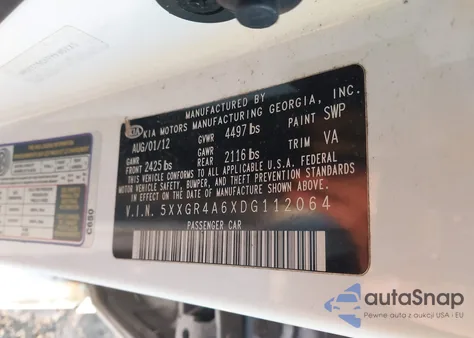 MANUFACTURED BY
KIA KIA MOTORS MANUFACTURING GEORGIA, INC.
AUG/01/12 GVWR 4497 lbs PAINT SWP
GAWR FRONT 2425 lbs GAWR REAR 2116 lbs TRIM VA
THIS VEHICLE CONFORMS TO ALL APPLICABLE U.S.A. FEDERAL
MOTOR VEHICLE SAFETY, BUMPER, AND THEFT PREVENTION STANDARDS
IN EFFECT ON THE DATE OF MANUFACTURE SHOWN ABOVE.
V.I.N. 5XXGR4A6XDG112064
PASSENGER CAR
C650
autaSnap
Pewne auta z aukcji USA i EU